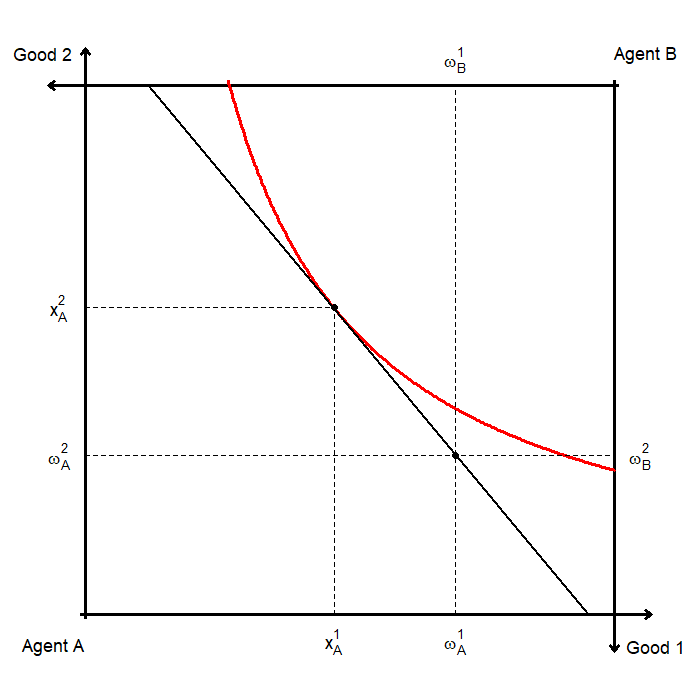 Good 2
ω_B^1
Agent B
x_A^2
ω_A^2
ω_B^2
Agent A
x_A^1
ω_A^1
Good 1